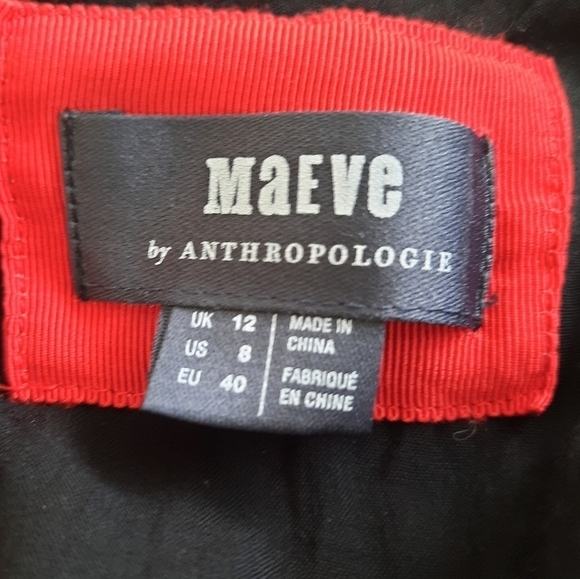 MaEVe
by ANTHROPOLOGIE
UK 12
US 8
EU 40
MADE IN
CHINA
FABRIQUÉ
EN CHINE